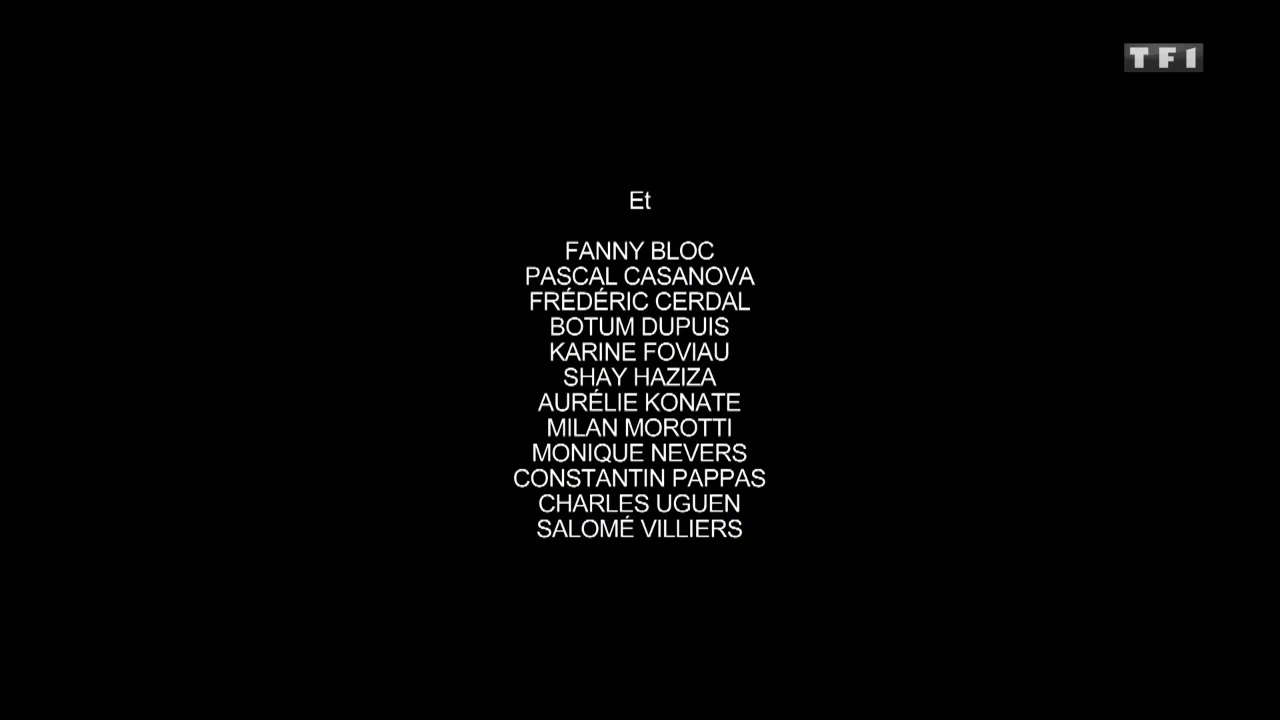 TF1
Et
FANNY BLOC
PASCAL CASANOVA
FRÉDÉRIC CERDAL
BOTUM DUPUIS
KARINE FOVIAU
SHAY HAZIZA
AURÉLIE KONATE
MILAN MOROTTI
MONIQUE NEVERS
CONSTANTIN PAPPAS
CHARLES UGUEN
SALOMÉ VILLIERS